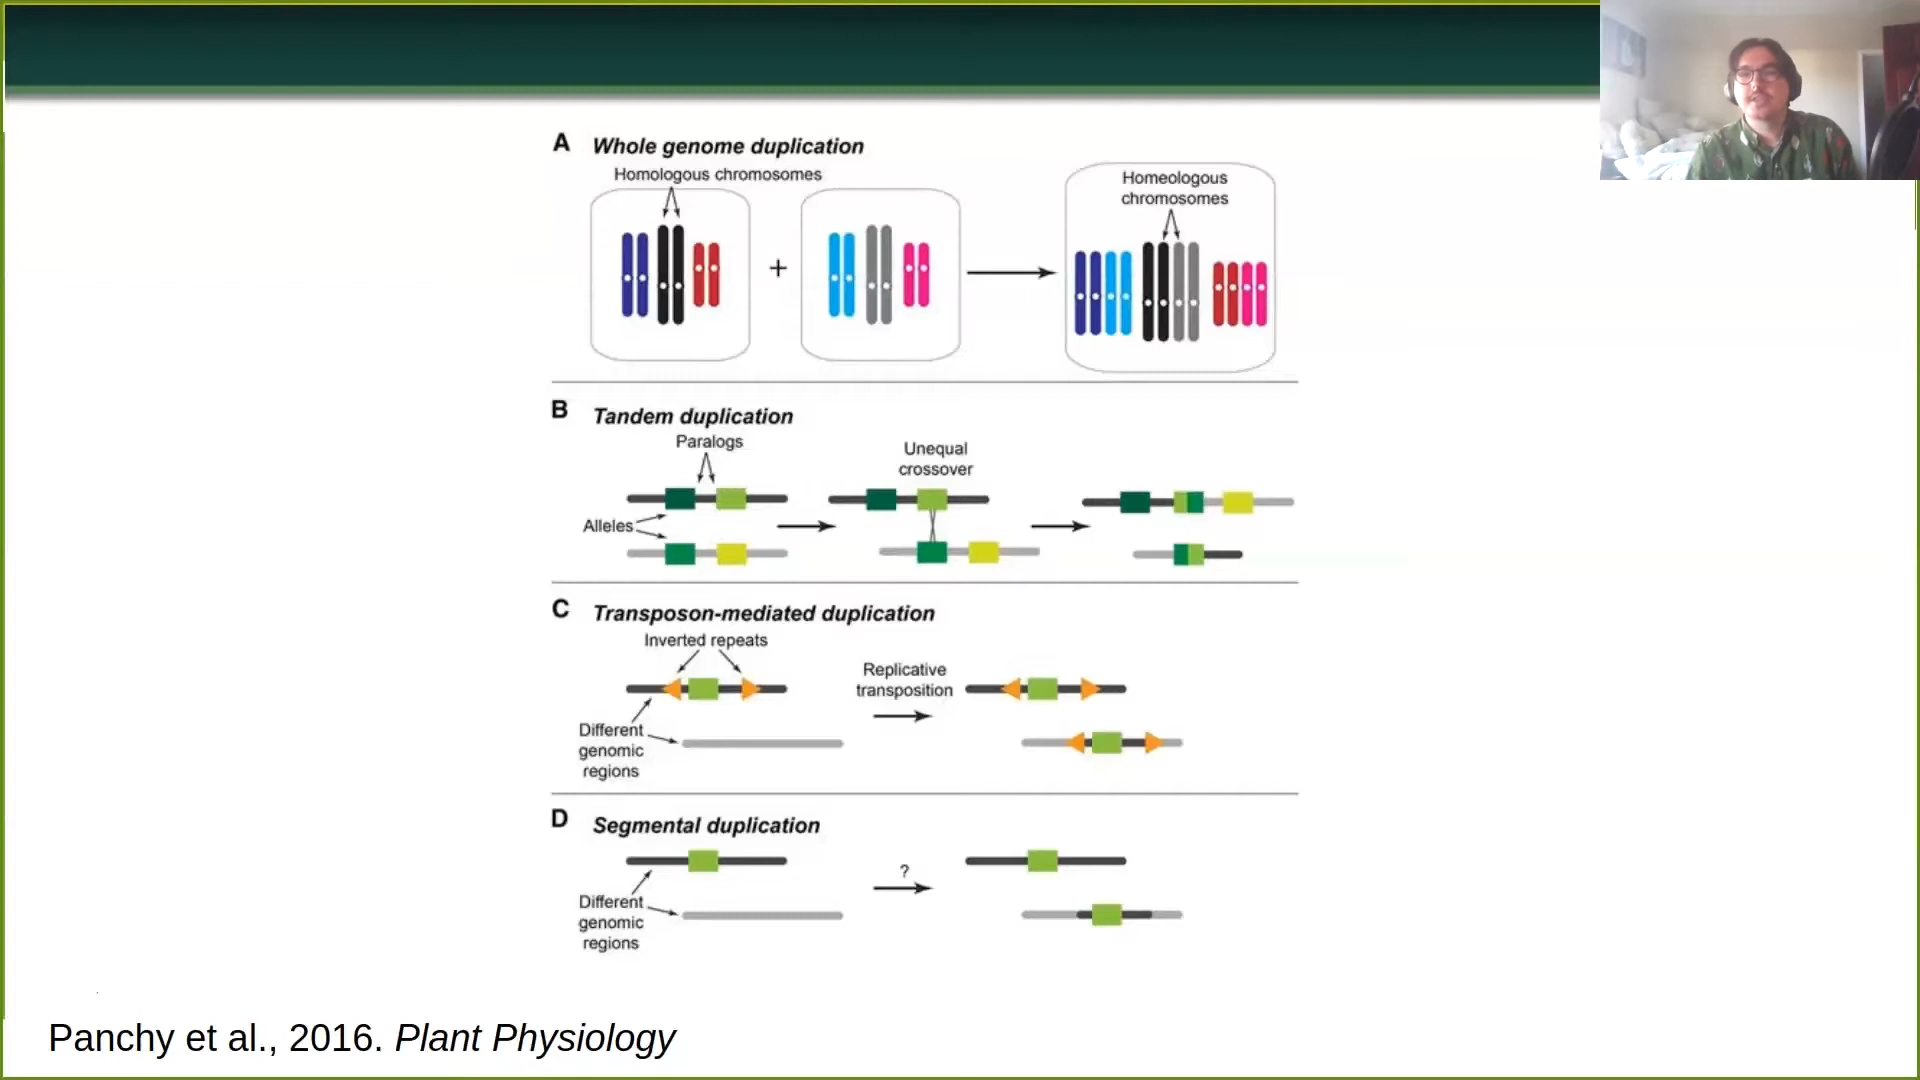 A Whole genome duplication
Homologous chromosomes
+
Homeologous
chromosomes
B Tandem duplication
Paralogs
Alleles
Unequal
crossover
C Transposon-mediated duplication
Inverted repeats
Different
genomic
regions
Replicative
transposition
D Segmental duplication
Different
genomic
regions
?
Panchy et al., 2016. Plant Physiology